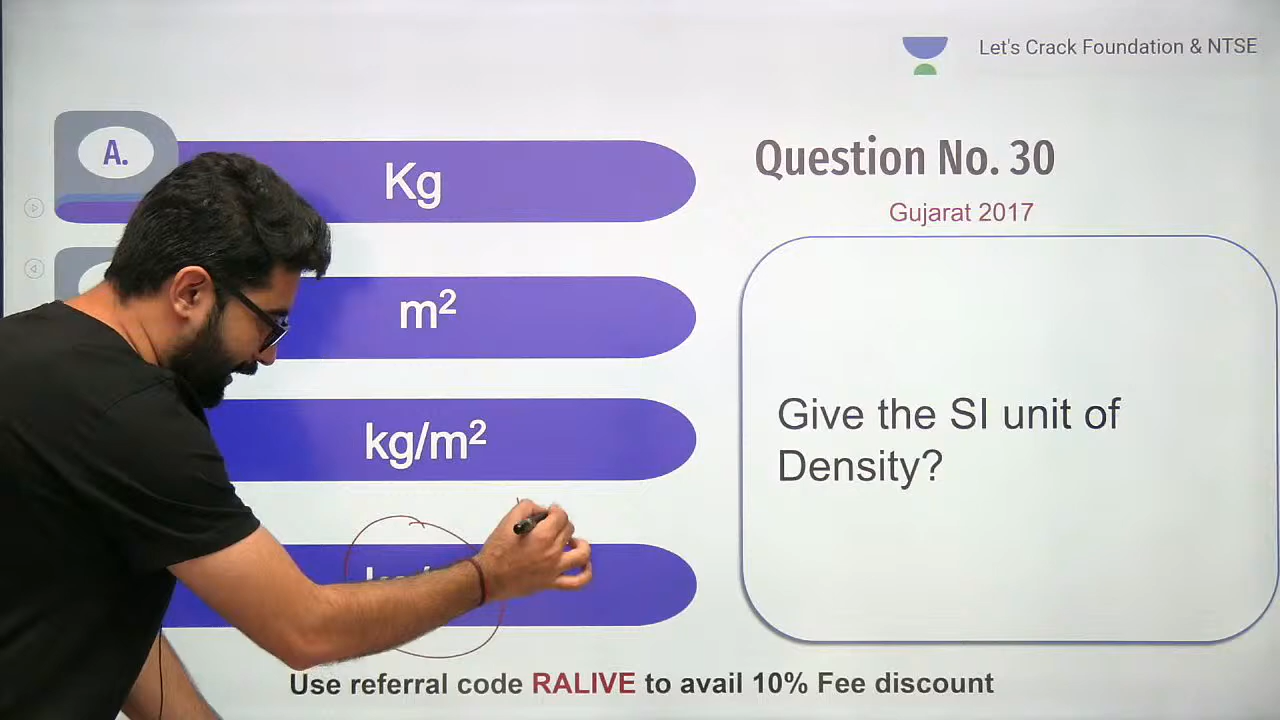 Let's Crack Foundation & NTSE
A.
Kg
m²
kg/m²
Question No. 30
Gujarat 2017
Give the SI unit of
Density?
Use referral code RALIVE to avail 10% Fee discount